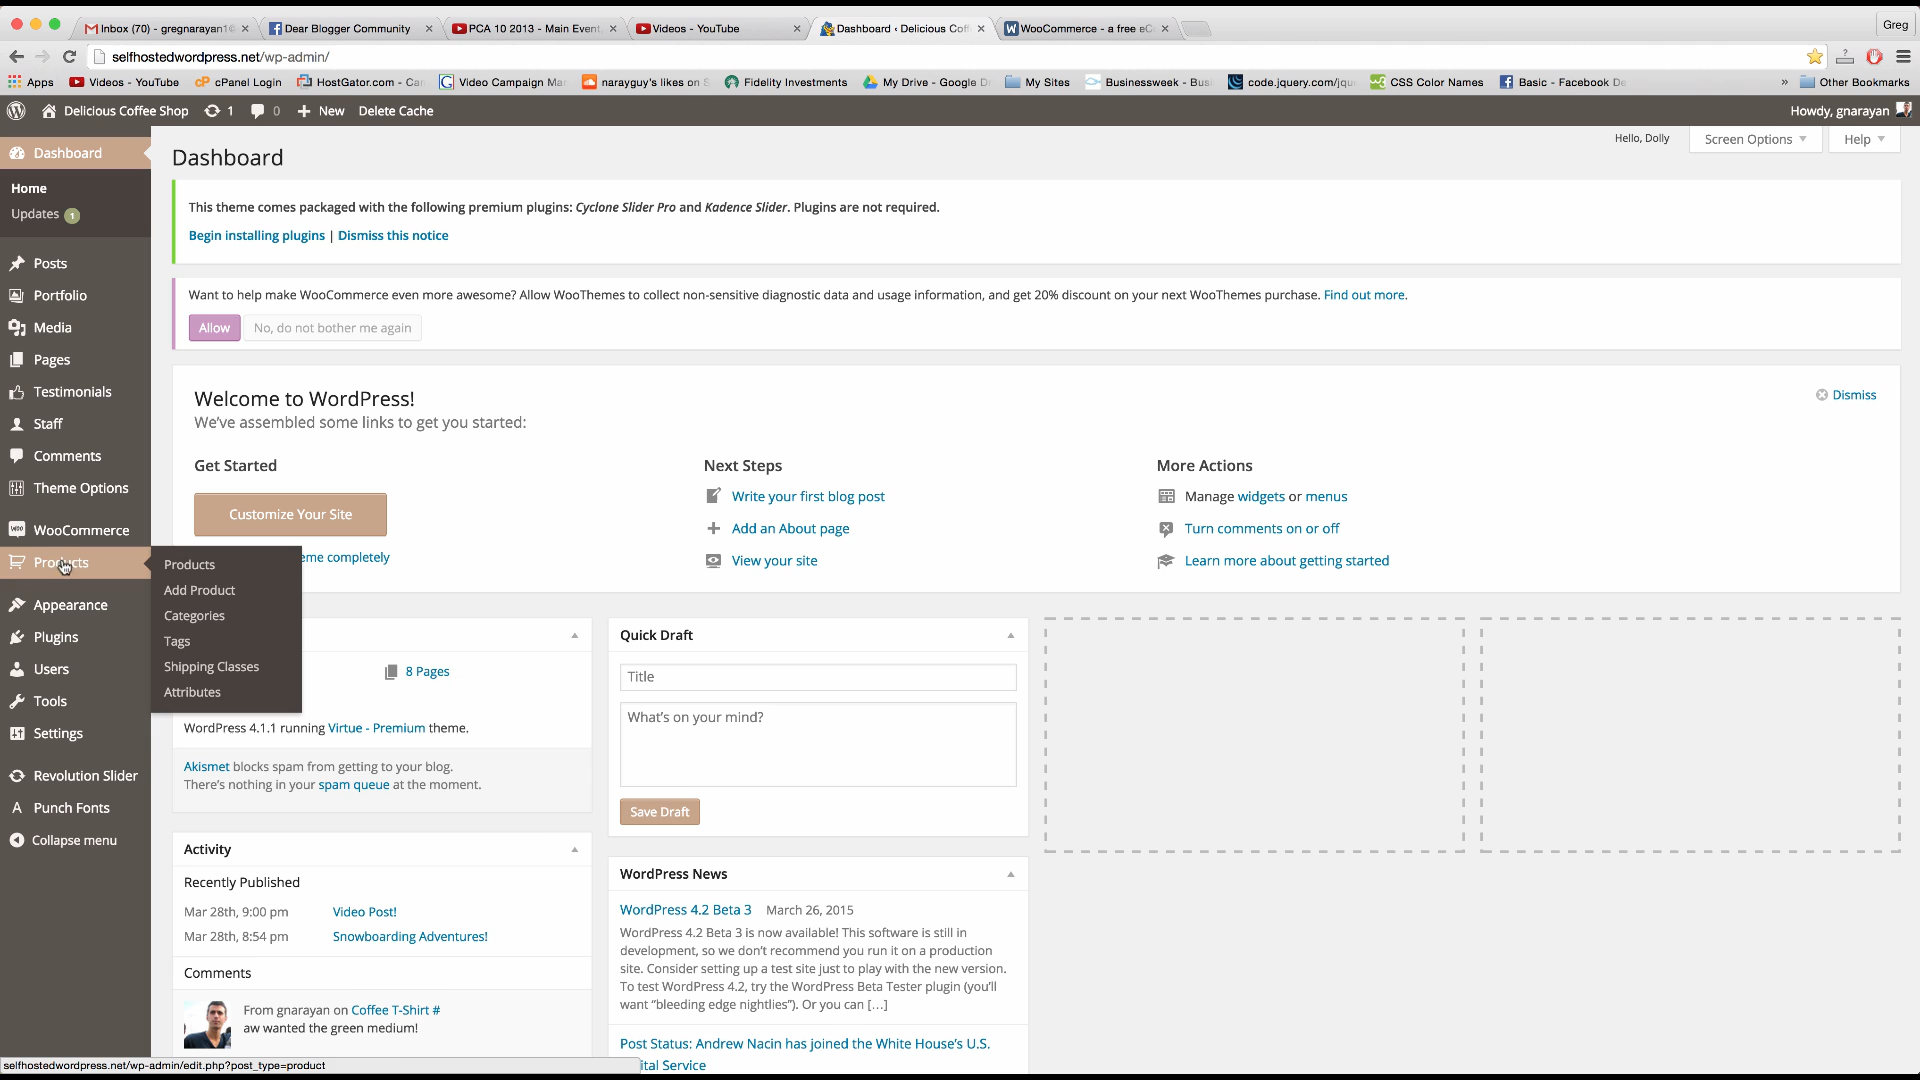 Inbox (70) - gregnarayan1@
Dear Blogger Community
PCA 10 2013 - Main Event
Videos - YouTube
Dashboard ‹ Delicious Coff
WooCommerce - a free eC
Greg
selfhostedwordpress.net/wp-admin/
Apps
Videos - YouTube
cPanel Login
HostGator.com - Can
Video Campaign Man
narayguy's likes on S
Fidelity Investments
My Drive - Google D
My Sites
Businessweek - Bus
code.jquery.com/jqu
CSS Color Names
Basic - Facebook De
»
Other Bookmarks
Delicious Coffee Shop
1
0
New
Delete Cache
Howdy, gnarayan
Dashboard
Home
Updates 1
Posts
Portfolio
Media
Pages
Testimonials
Staff
Comments
Theme Options
WooCommerce
Products
Appearance
Plugins
Users
Tools
Settings
Revolution Slider
Punch Fonts
Collapse menu
Products
Add Product
Categories
Tags
Shipping Classes
Attributes
Hello, Dolly
Screen Options
Help
Dashboard
This theme comes packaged with the following premium plugins: Cyclone Slider Pro and Kadence Slider. Plugins are not required.
Begin installing plugins | Dismiss this notice
Want to help make WooCommerce even more awesome? Allow WooThemes to collect non-sensitive diagnostic data and usage information, and get 20% discount on your next WooThemes purchase. Find out more.
Allow
No, do not bother me again
Welcome to WordPress!
We've assembled some links to get you started:
Dismiss
Get Started
Customize Your Site
eme completely
Next Steps
Write your first blog post
Add an About page
View your site
More Actions
Manage widgets or menus
Turn comments on or off
Learn more about getting started
8 Pages
WordPress 4.1.1 running Virtue - Premium theme.
Akismet blocks spam from getting to your blog.
There's nothing in your spam queue at the moment.
Activity
Recently Published
Mar 28th, 9:00 pm Video Post!
Mar 28th, 8:54 pm Snowboarding Adventures!
Comments
From gnarayan on Coffee T-Shirt #
aw wanted the green medium!
Quick Draft
Title
What's on your mind?
Save Draft
WordPress News
WordPress 4.2 Beta 3 March 26, 2015
WordPress 4.2 Beta 3 is now available! This software is still in
development, so we don't recommend you run it on a production
site. Consider setting up a test site just to play with the new version.
To test WordPress 4.2, try the WordPress Beta Tester plugin (you'll
want "bleeding edge nightlies"). Or you can […]
Post Status: Andrew Nacin has joined the White House's U.S.
ital Service
selfhostedwordpress.net/wp-admin/edit.php?post_type=product